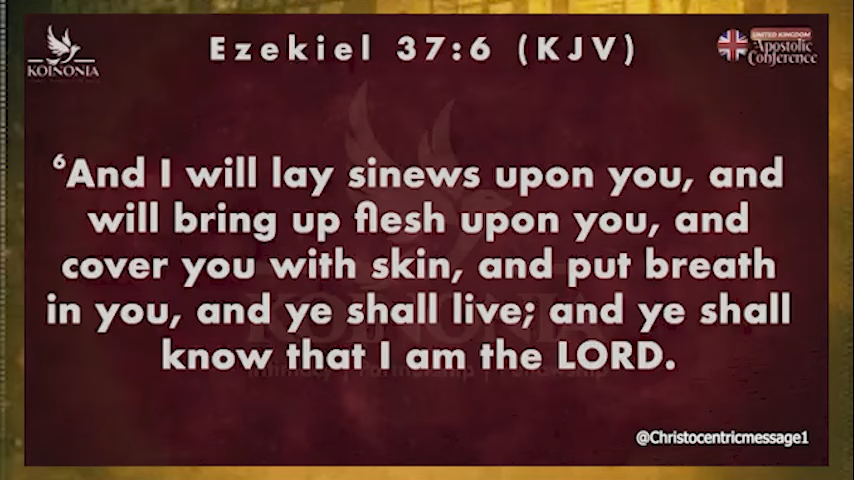 Ezekiel 37:6 (KJV)
KOINONIA
UNITED KINGDOM
Apostolic
Conference
⁶And I will lay sinews upon you, and
will bring up flesh upon you, and
cover you with skin, and put breath
in you, and ye shall live; and ye shall
know that I am the LORD.
KOINONIA
@Christocentricmessage1